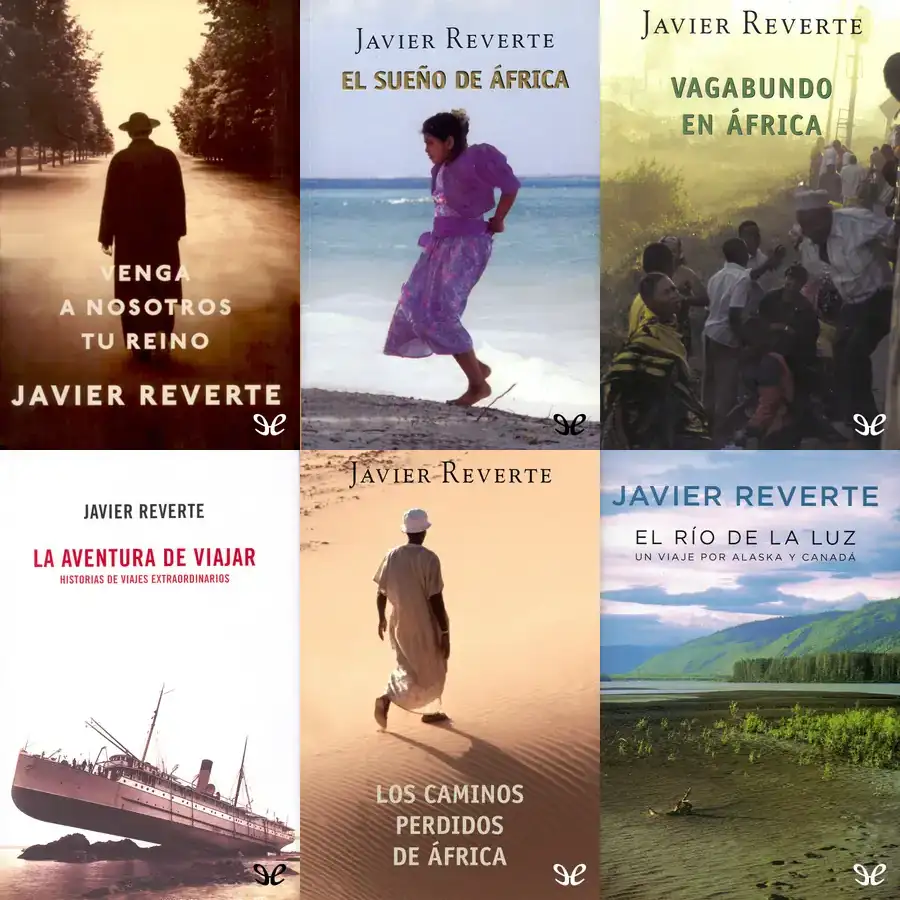 VENGA
A NOSOTROS
TU REINO
JAVIER REVERTE
JAVIER REVERTE
EL SUEÑO DE ÁFRICA
JAVIER REVERTE
VAGABUNDO
EN ÁFRICA
JAVIER REVERTE
LA AVENTURA DE VIAJAR
HISTORIAS DE VIAJES EXTRAORDINARIOS
JAVIER REVERTE
LOS CAMINOS
PERDIDOS
DE ÁFRICA
JAVIER REVERTE
EL RÍO DE LA LUZ
UN VIAJE POR ALASKA Y CANADÁ